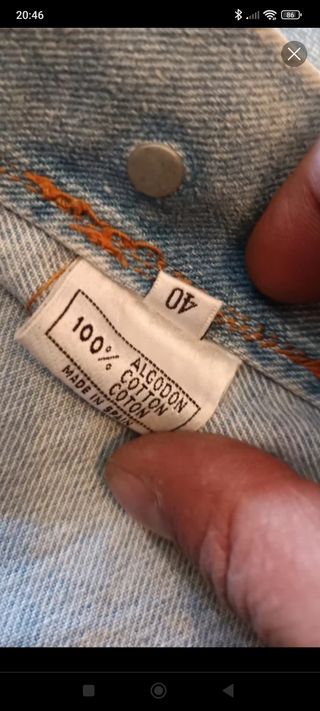 20:46
86
40
100%
ALGODON
COTTON
COTON
MADE IN SPAIN